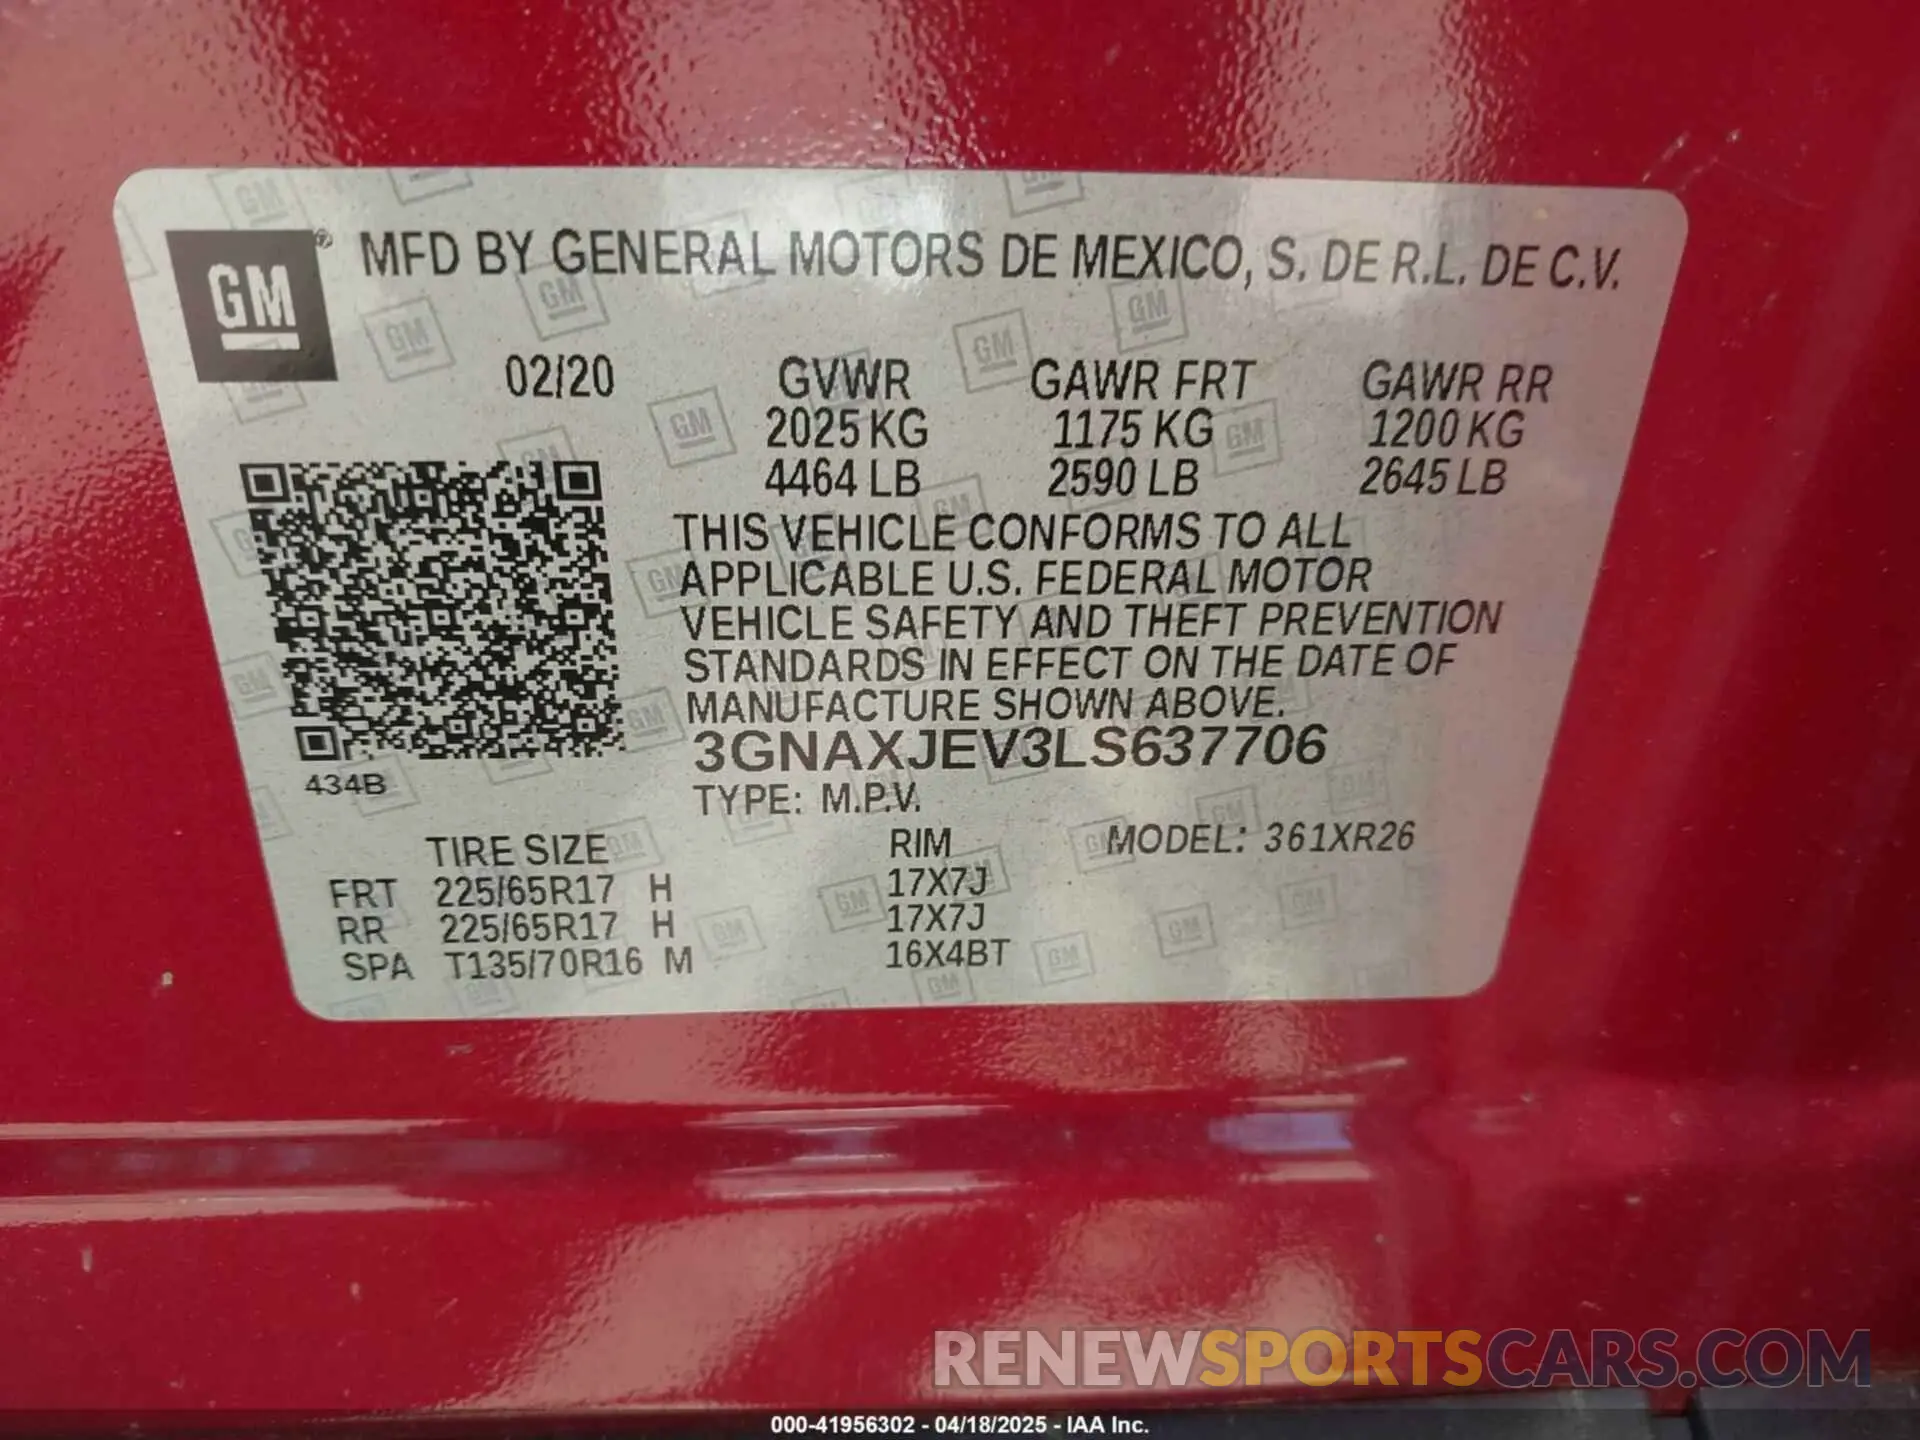 GM ® MFD BY GENERAL MOTORS DE MEXICO, S. DE R.L. DE C.V.
02/20 GVWR GAWR FRT GAWR RR
2025 KG 1175 KG 1200 KG
4464 LB 2590 LB 2645 LB
THIS VEHICLE CONFORMS TO ALL
APPLICABLE U.S. FEDERAL MOTOR
VEHICLE SAFETY AND THEFT PREVENTION
STANDARDS IN EFFECT ON THE DATE OF
MANUFACTURE SHOWN ABOVE.
3GNAXJEV3LS637706
434B
TYPE: M.P.V.
TIRE SIZE RIM MODEL: 361XR26
FRT 225/65R17 H 17X7J
RR 225/65R17 H 17X7J
SPA T135/70R16 M 16X4BT
RENEWSPORTSCARS.COM
000-41956302 - 04/18/2025 - IAA Inc.